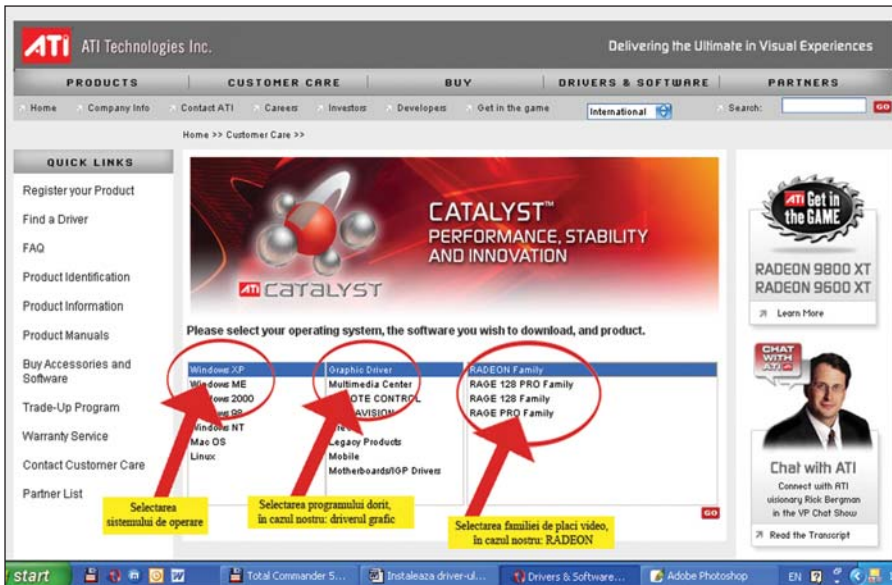 ATI ATI Technologies Inc.
Delivering the Ultimate in Visual Experiences
PRODUCTS CUSTOMER CARE BUY DRIVERS & SOFTWARE PARTNERS
Home Company Info Contact ATI Careers Investors Developers Get in the game International Search: GO
Home >> Customer Care >>
QUICK LINKS
Register your Product
Find a Driver
FAQ
Product Identification
Product Information
Product Manuals
Buy Accessories and
Software
Trade-Up Program
Warranty Service
Contact Customer Care
Partner List
CATALYST™
PERFORMANCE, STABILITY
AND INNOVATION
ATI CATALYST
Please select your operating system, the software you wish to download, and product.
Windows XP
Windows ME
Windows 2000
Windows 98
Windows NT
Mac OS
Linux
Graphic Driver
Multimedia Center
CONTROL
Legacy Products
Mobile
Motherboards/IGP Drivers
RADEON Family
RAGE 128 PRO Family
RAGE 128 Family
RAGE PRO Family
GO
Selectarea
sistemului de operare
Selectarea programului dorit,
în cazul nostru: driverul grafic
Selectarea familiei de placi video,
în cazul nostru: RADEON
ATI Get in
the GAME
RADEON 9800 XT
RADEON 9600 XT
Learn More
CHAT
WITH
ATI
Chat with ATI
Connect with ATI
visionary Rick Bergman
in the VP Chat Show
Read the Transcript
start Total Commander 5... Instaleaza driver-ul... Drivers & Software... Adobe Photoshop EN